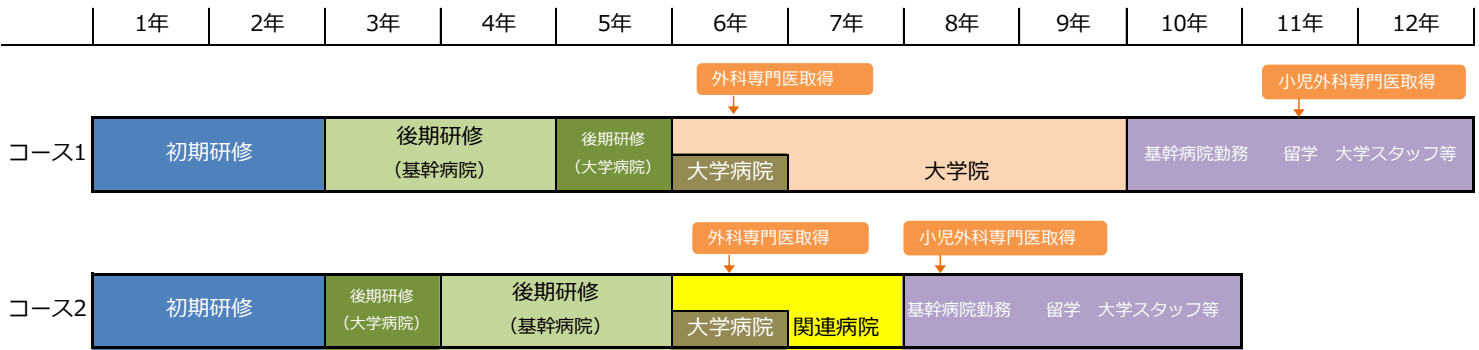 1年 2年 3年 4年 5年 6年 7年 8年 9年 10年 11年 12年
外科専門医取得 小児外科専門医取得
コース1
初期研修
後期研修
(基幹病院)
後期研修
(大学病院)
大学病院
大学院
基幹病院勤務 留学 大学スタッフ等
外科専門医取得 小児外科専門医取得
コース2
初期研修
後期研修
(大学病院)
後期研修
(基幹病院)
大学病院
関連病院
基幹病院勤務 留学 大学スタッフ等